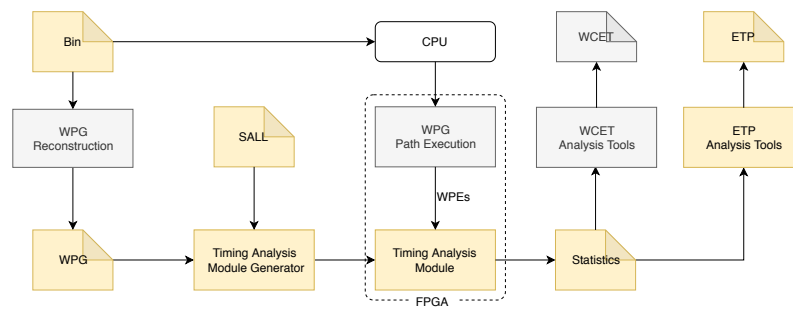 Bin
CPU
WCET
ETP
WPG
Reconstruction
SALL
WPG
Path Execution
WCET
Analysis Tools
ETP
Analysis Tools
WPEs
WPG
Timing Analysis
Module Generator
Timing Analysis
Module
Statistics
FPGA